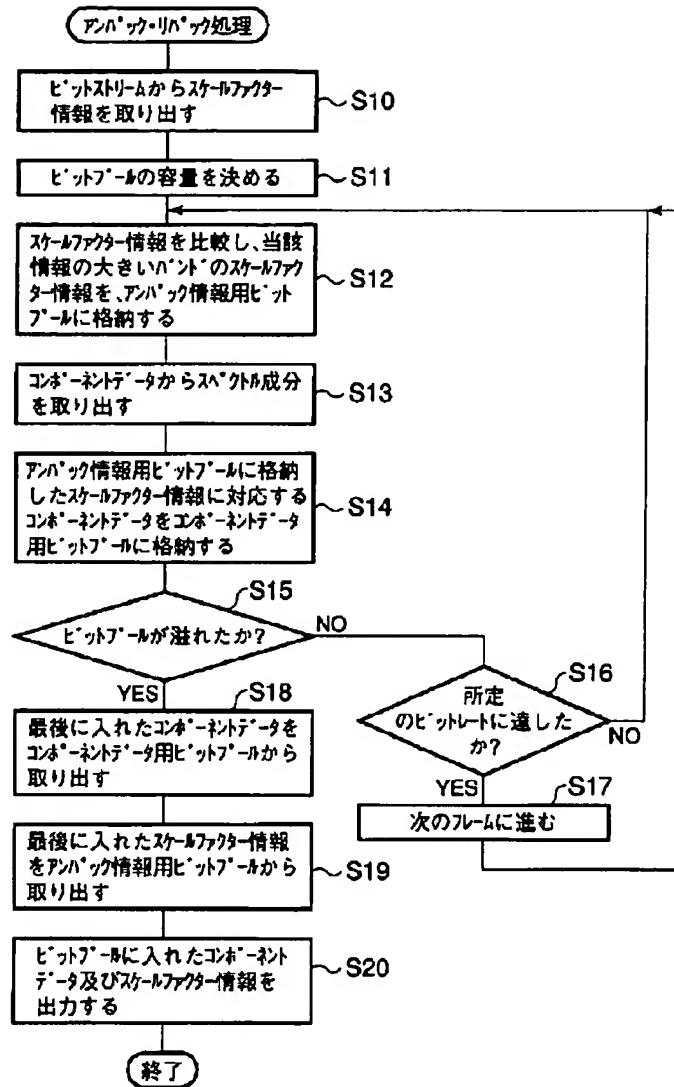 アンパック・リパック処理
ビットストリームからスケールファクター
情報を取り出す
S10
ビットプールの容量を決める
S11
スケールファクター情報を比較し、当該
情報の大きいバンドのスケールファク
ター情報を、アンパック情報用ビット
プールに格納する
S12
コンポーネントデータからスペクトル成分
を取り出す
S13
アンパック情報用ビットプールに格納
したスケールファクター情報に対応する
コンポーネントデータをコンポーネントデータ
用ビットプールに格納する
S14
S15
ビットプールが溢れたか?
NO
YES
S16
所定
のビットレートに達した
か?
NO
YES
S17
次のフレームに進む
S18
最後に入れたコンポーネントデータを
コンポーネントデータ用ビットプールから
取り出す
最後に入れたスケールファクター情報
をアンパック情報用ビットプールから
取り出す
S19
ビットプールに入れたコンポーネント
データ及びスケールファクター情報を
出力する
S20
終了